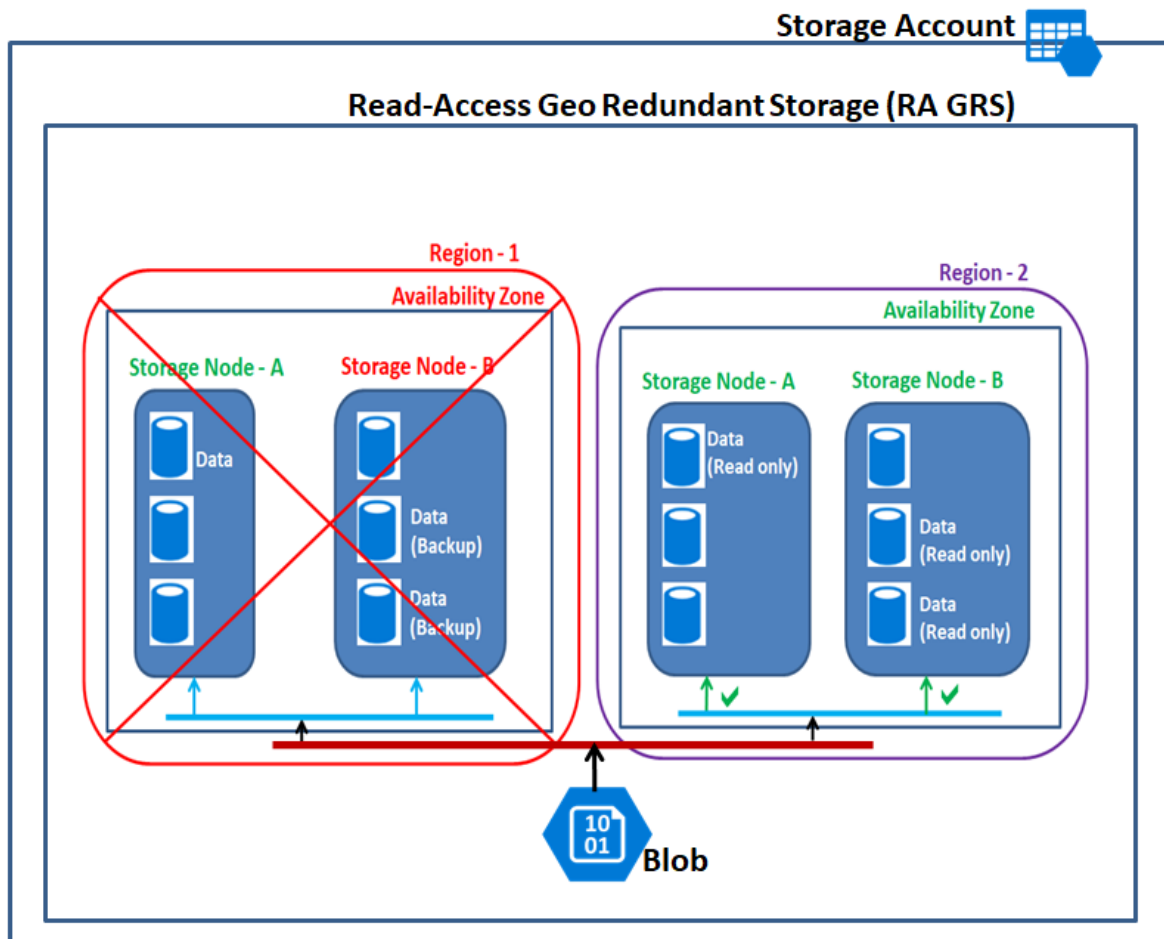 Storage Account
Read-Access Geo Redundant Storage (RA GRS)
Region - 1
Availability Zone
Storage Node - A
Storage Node - B
Data
Data
(Backup)
Data
(Backup)
Region - 2
Availability Zone
Storage Node - A
Storage Node - B
Data
(Read only)
Data
(Read only)
Data
(Read only)
10
01
Blob